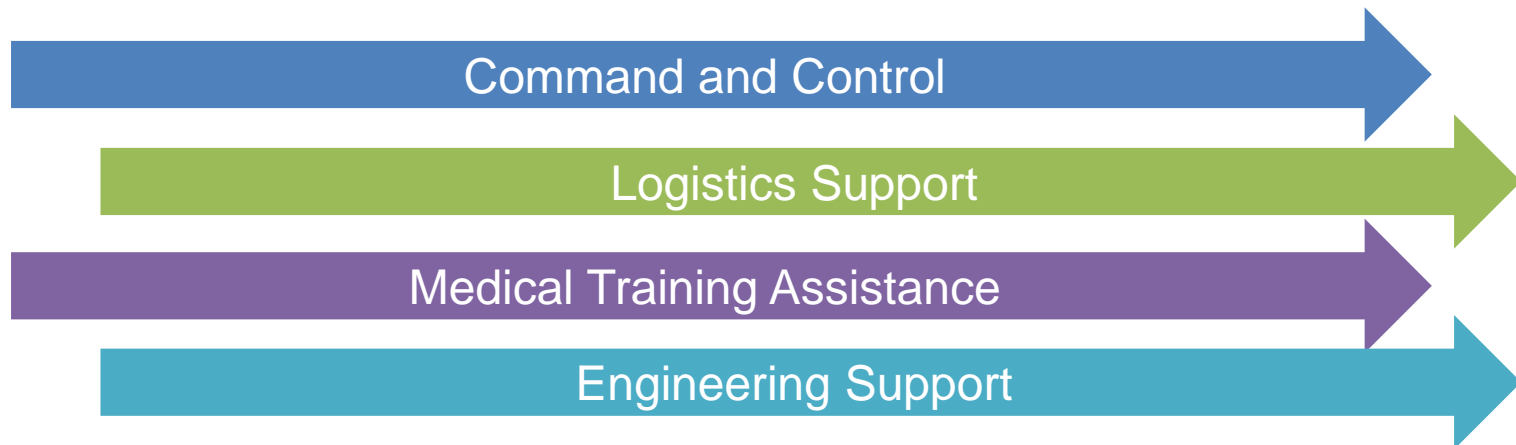 Command and Control
Logistics Support
Medical Training Assistance
Engineering Support